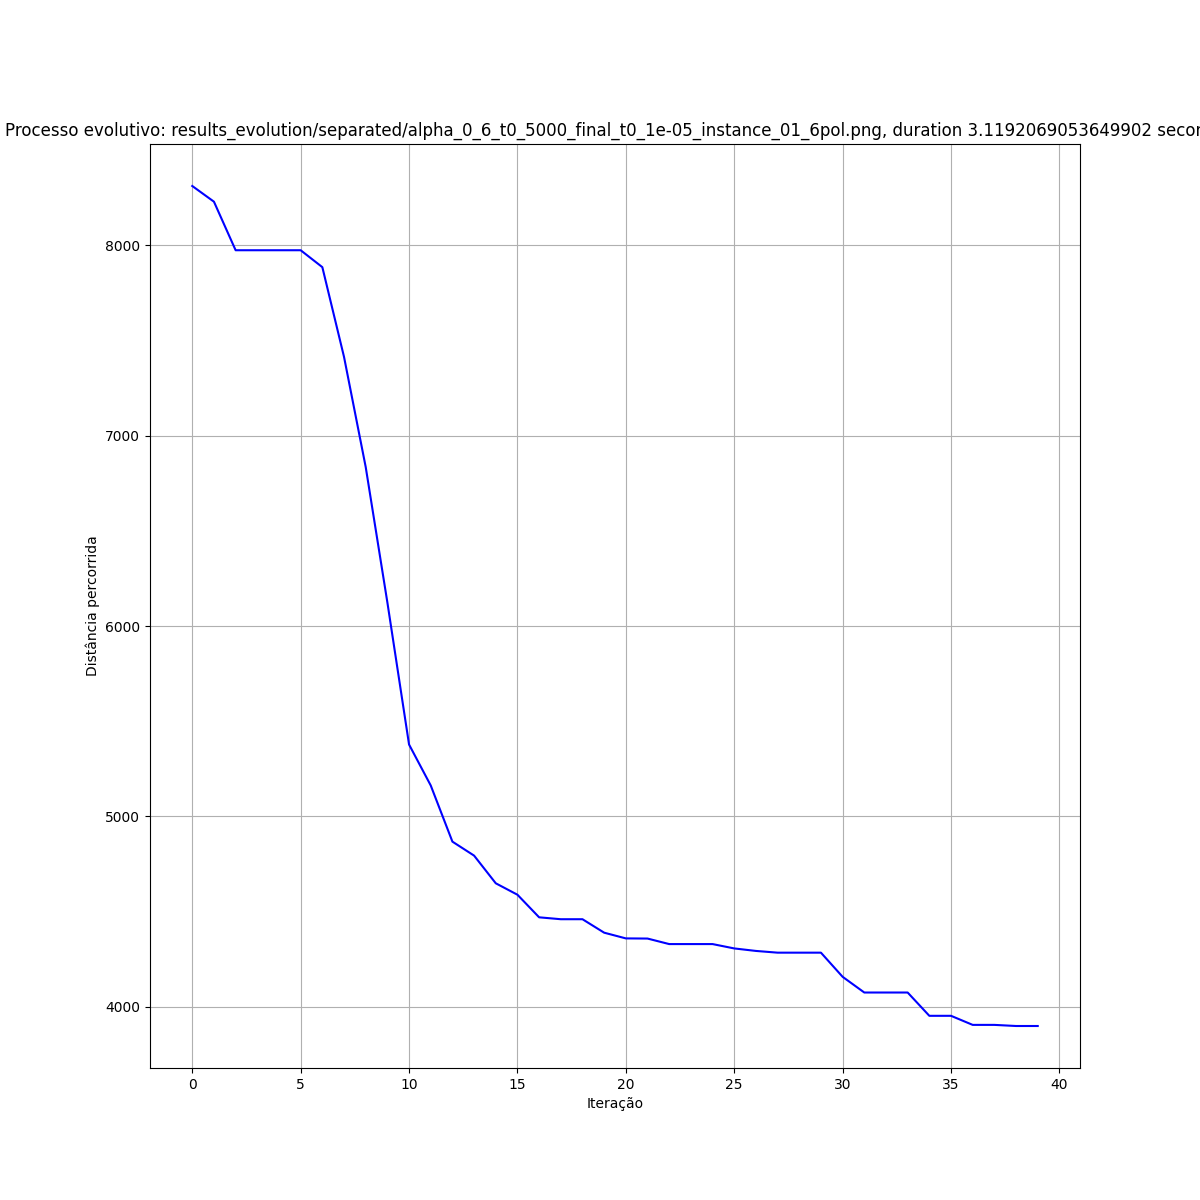 Processo evolutivo: results_evolution/separated/alpha_0_6_t0_5000_final_t0_1e-05_instance_01_6pol.png, duration 3.1192069053649902
8000
7000
6000
5000
4000
Distância percorrida
0 5 10 15 20 25 30 35 40
Iteração